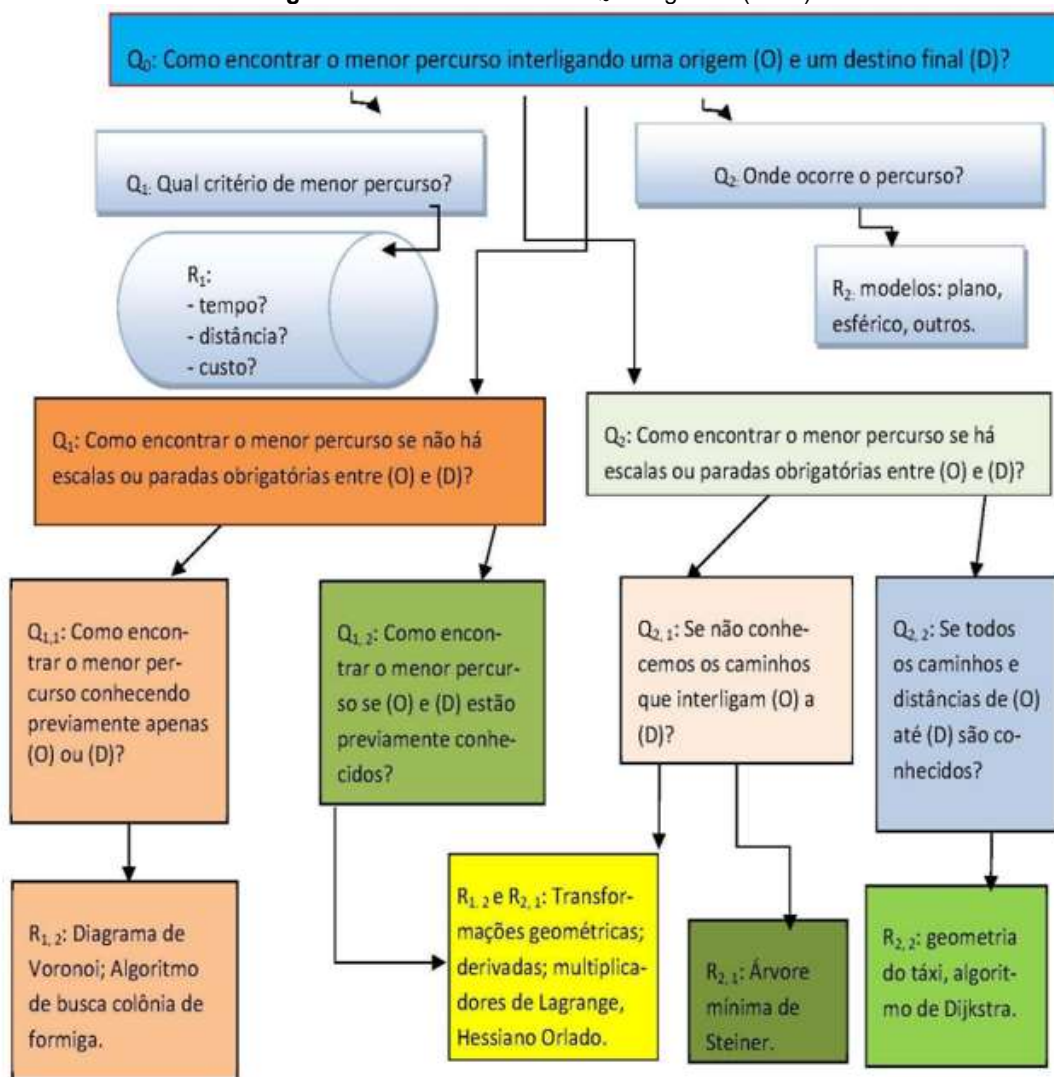 Q0: Como encontrar o menor percurso interligando uma origem (O) e um destino final (D)?
Q1: Qual critério de menor percurso?
Q2: Onde ocorre o percurso?
R1:
- tempo?
- distância?
- custo?
R2: modelos: plano,
esférico, outros.
Q1: Como encontrar o menor percurso se não há
escalas ou paradas obrigatórias entre (O) e (D)?
Q2: Como encontrar o menor percurso se há
escalas ou paradas obrigatórias entre (O) e (D)?
Q1,1: Como encon-
trar o menor per-
curso conhecendo
previamente apenas
(O) ou (D)?
Q1, 2: Como encon-
trar o menor percur-
so se (O) e (D) estão
previamente conhe-
cidos?
Q2,1: Se não conhe-
cemos os caminhos
que interligam (O) a
(D)?
Q2, 2: Se todos
os caminhos e
distâncias de (O)
até (D) são co-
nhecidos?
R1, 2: Diagrama de
Voronoi; Algoritmo
de busca colônia de
formiga.
R1, 2 e R2, 1: Transfor-
mações geométricas;
derivadas; multiplica-
dores de Lagrange,
Hessiano Orlado.
R2, 1: Árvore
mínima de
Steiner.
R2, 2: geometria
do táxi, algorit-
mo de Dijkstra.